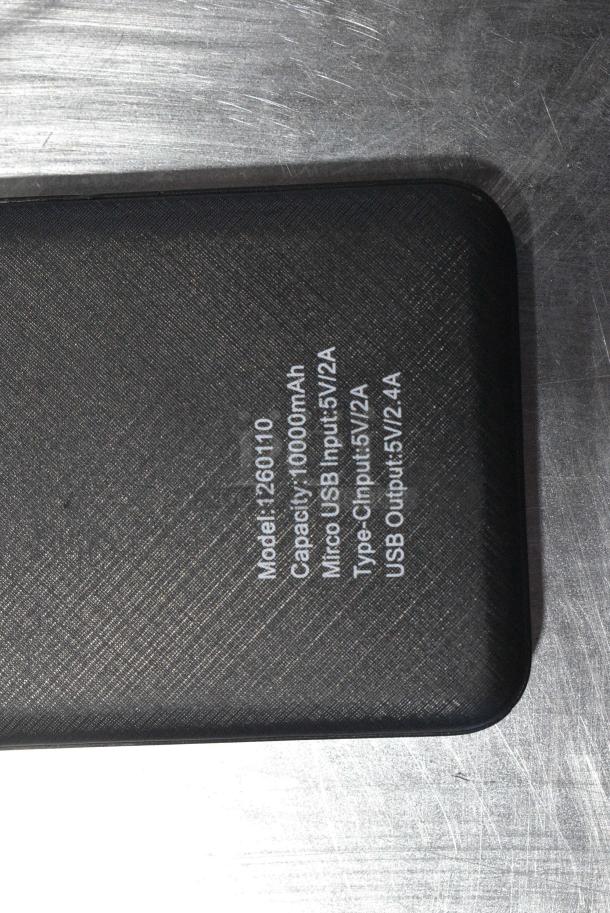 Model:1260110
Capacity:10000mAh
Mirco USB Input:5V/2A
Type-CInput:5V/2A
USB Output:5V/2.4A